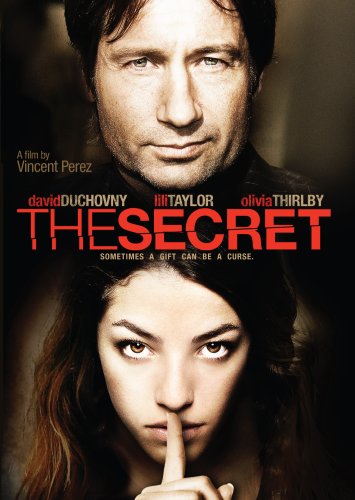 A film by
Vincent Perez
davidDUCHOVNY liliTAYLOR oliviaTHIRLBY
THESECRET
SOMETIMES A GIFT CAN BE A CURSE.